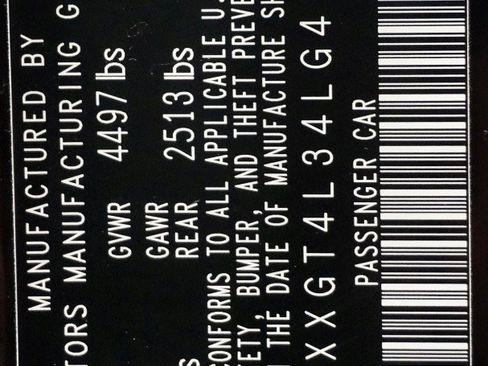 MANUFACTURED BY
TORS MANUFACTURING G
GVWR 4497 lbs
GAWR
REAR 2513 lbs
S
CONFORMS TO ALL APPLICABLE U.
ETY, BUMPER, AND THEFT PREVE
THE DATE OF MANUFACTURE SH
XXGT4L34LG4
PASSENGER CAR